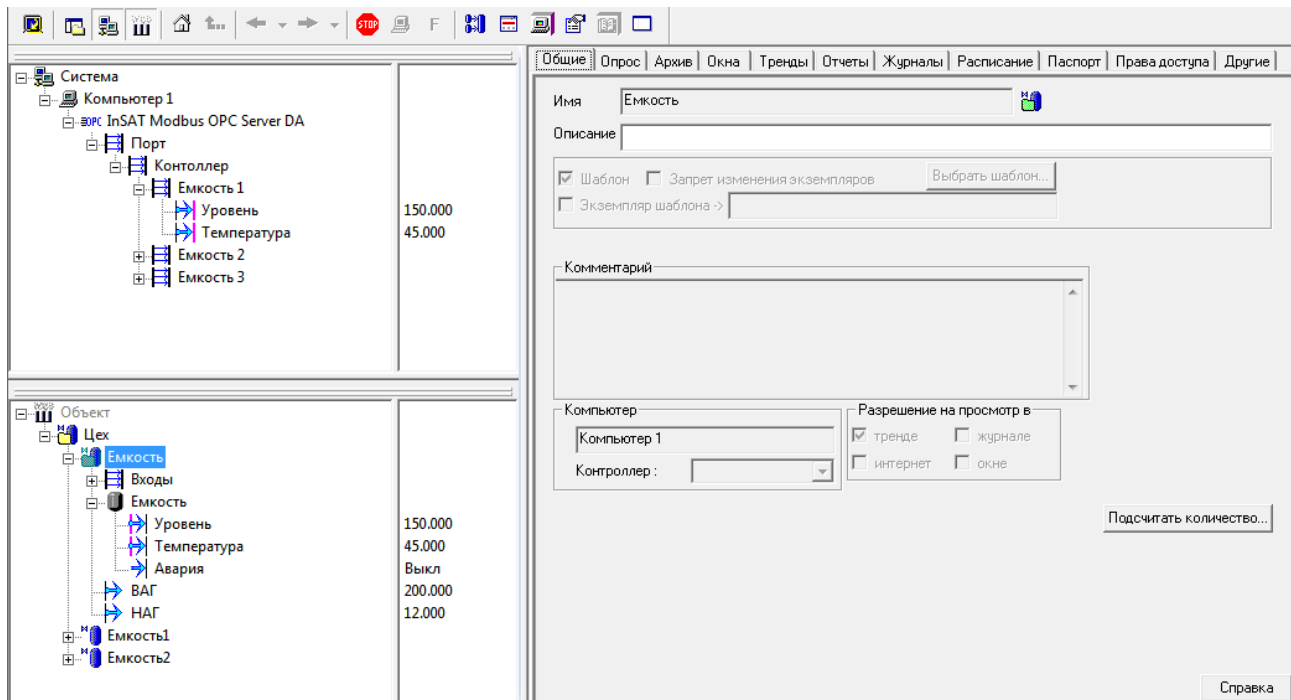 STOP F
Система
Компьютер 1
OPC InSAT Modbus OPC Server DA
Порт
Контоллер
Емкость 1
Уровень 150.000
Температура 45.000
Емкость 2
Емкость 3
Объект
Цех
Емкость
Входы
Емкость
Уровень 150.000
Температура 45.000
Авария Выкл
ВАГ 200.000
НАГ 12.000
Емкость1
Емкость2
Общие Опрос Архив Окна Тренды Отчеты Журналы Расписание Паспорт Права доступа Другие
Имя Емкость
Описание
Шаблон Запрет изменения экземпляров Выбрать шаблон...
Экземпляр шаблона ->
Комментарий
Компьютер
Компьютер 1
Контроллер :
Разрешение на просмотр в
тренде журнале
интернет окне
Подсчитать количество...
Справка